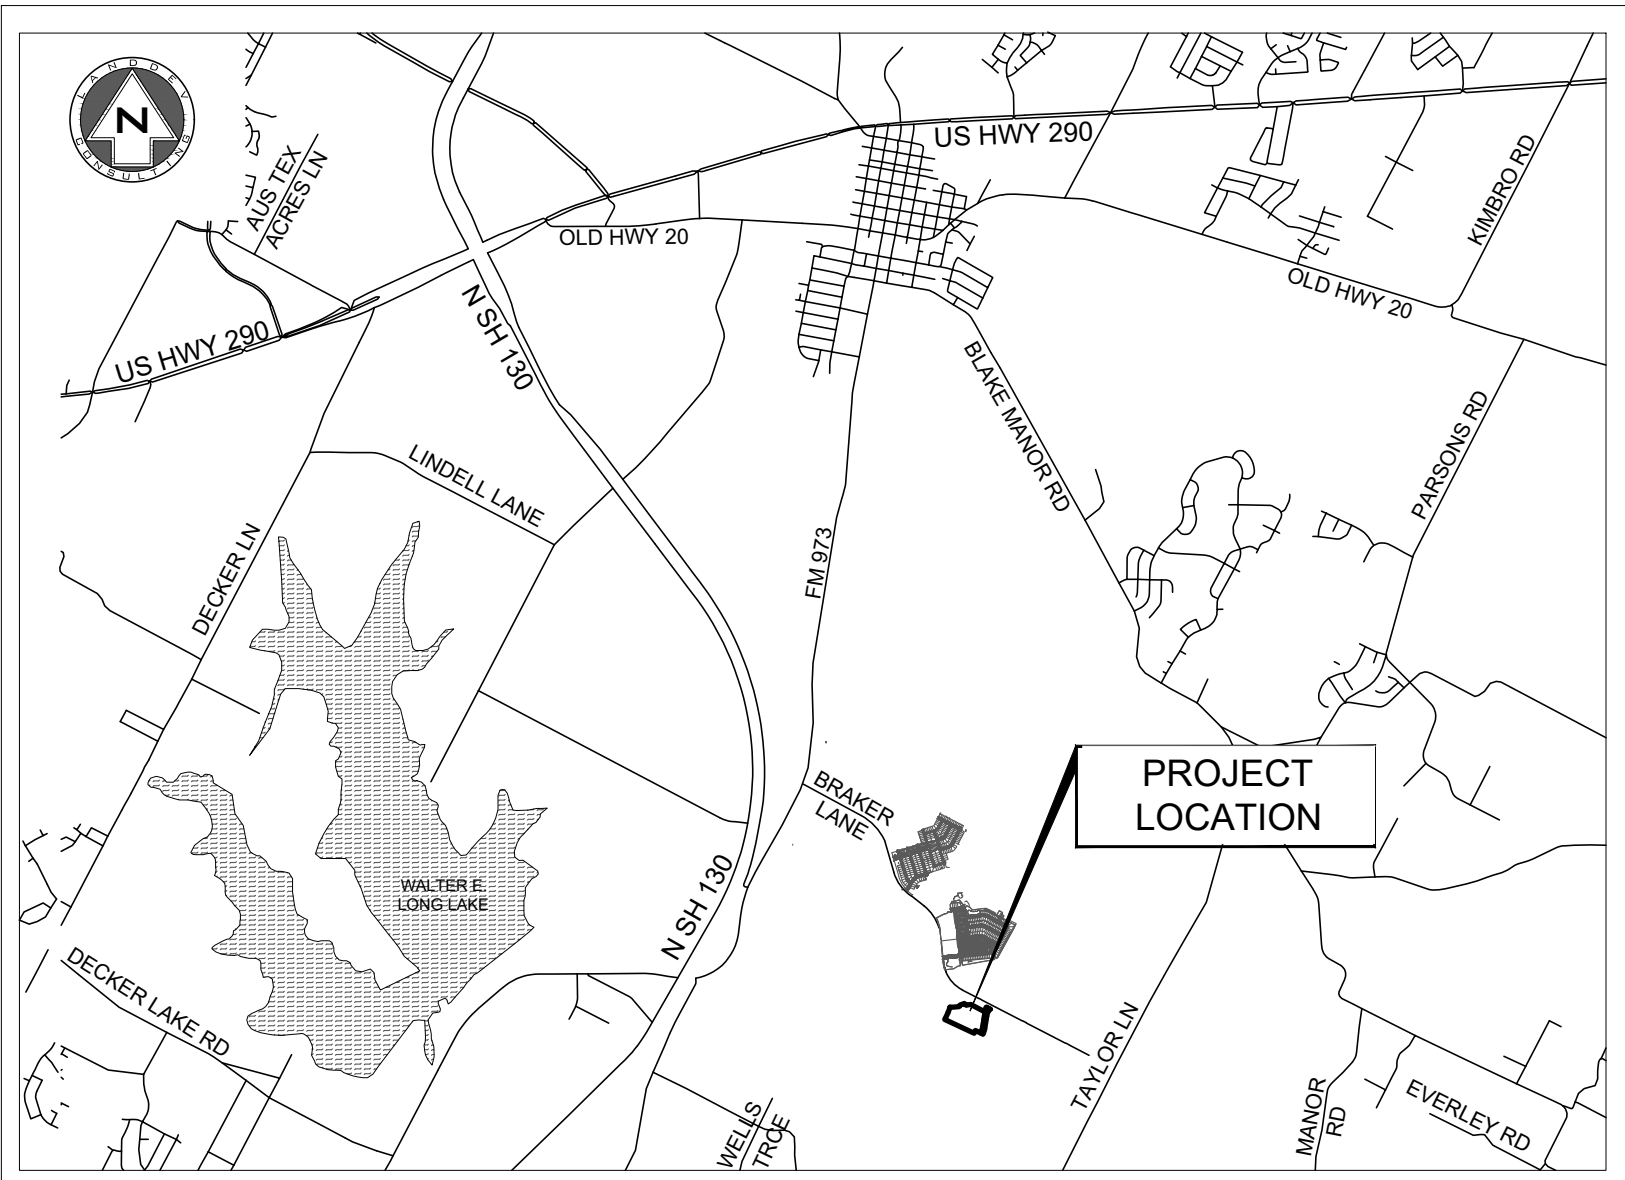 LANDDEV
CONSULTING
N
AUS TEX
ACRES LN
US HWY 290
US HWY 290
OLD HWY 20
KIMBRO RD
OLD HWY 20
N SH 130
BLAKE MANOR RD
PARSONS RD
LINDELL LANE
DECKER LN
FM 973
PROJECT
LOCATION
BRAKER
LANE
WALTER E.
LONG LAKE
N SH 130
DECKER LAKE RD
TAYLOR LN
WELLS
TRCE
MANOR
RD
EVERLEY RD